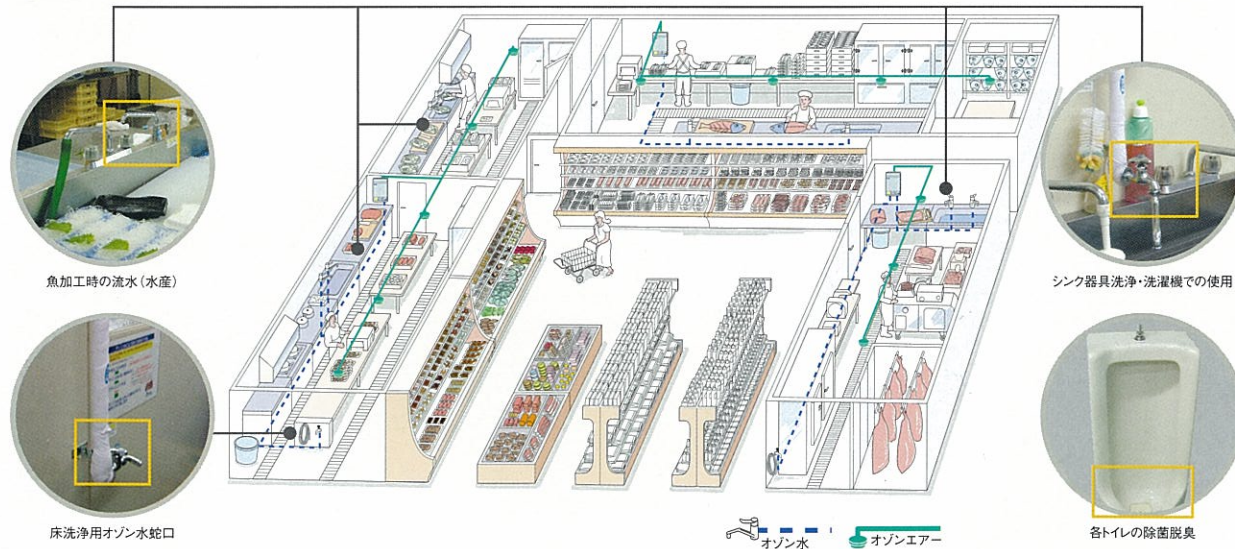 魚加工時の流水（水産）
シンク器具洗浄・洗濯機での使用
床洗浄用オゾン水蛇口
オゾン水
オゾンエアー
各トイレの除菌脱臭